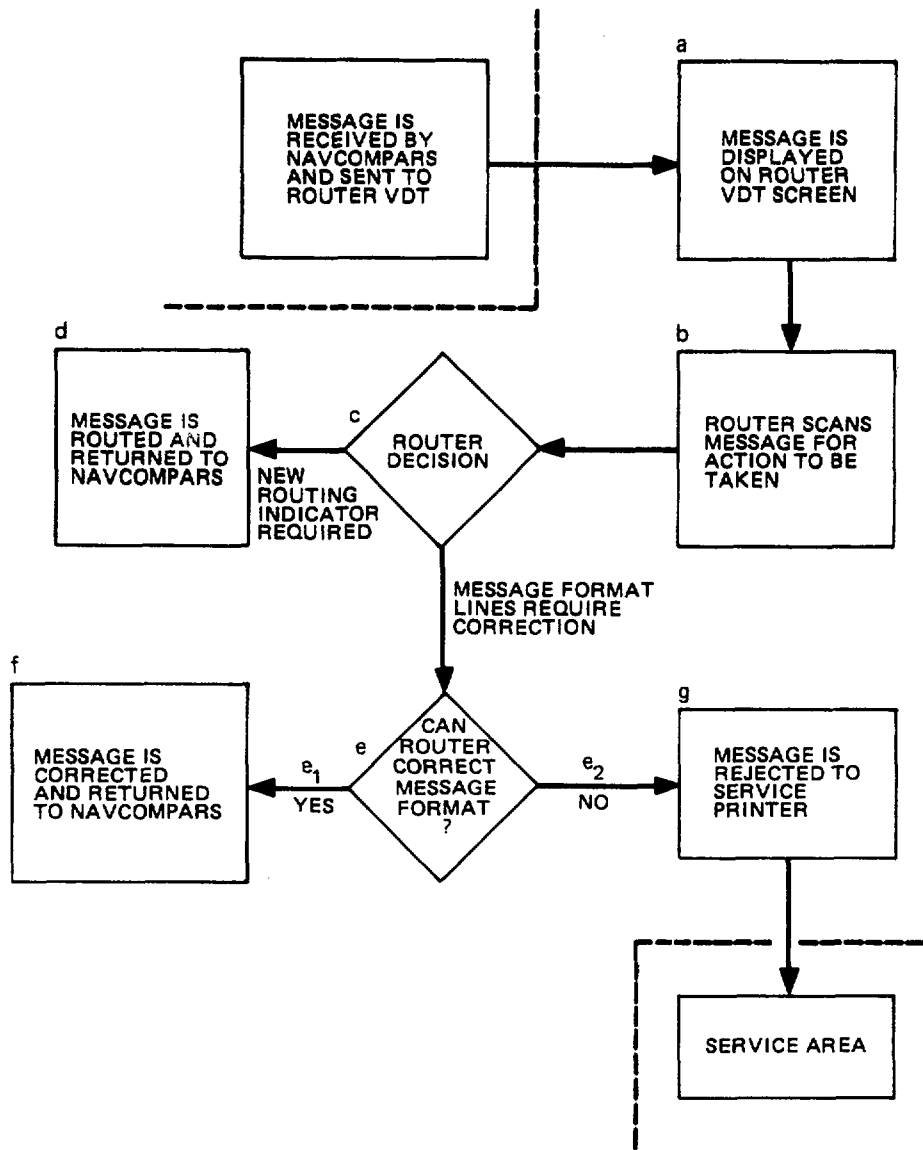 MESSAGE IS
RECEIVED BY
NAVCOMPARS
AND SENT TO
ROUTER VDT
a
MESSAGE IS
DISPLAYED
ON ROUTER
VDT SCREEN
b
ROUTER SCANS
MESSAGE FOR
ACTION TO BE
TAKEN
c
ROUTER
DECISION
d
MESSAGE IS
ROUTED AND
RETURNED TO
NAVCOMPARS
NEW
ROUTING
INDICATOR
REQUIRED
MESSAGE FORMAT
LINES REQUIRE
CORRECTION
e
CAN
ROUTER
CORRECT
MESSAGE
FORMAT
?
e1
YES
f
MESSAGE IS
CORRECTED
AND RETURNED
TO NAVCOMPARS
e2
NO
g
MESSAGE IS
REJECTED TO
SERVICE
PRINTER
SERVICE AREA